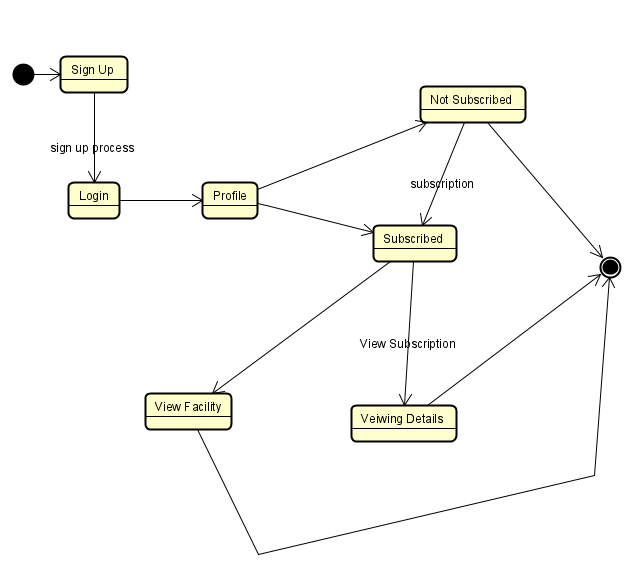 Sign Up
Not Subscribed
sign up process
subscription
Login
Profile
Subscribed
View Subscription
View Facility
Veiwing Details